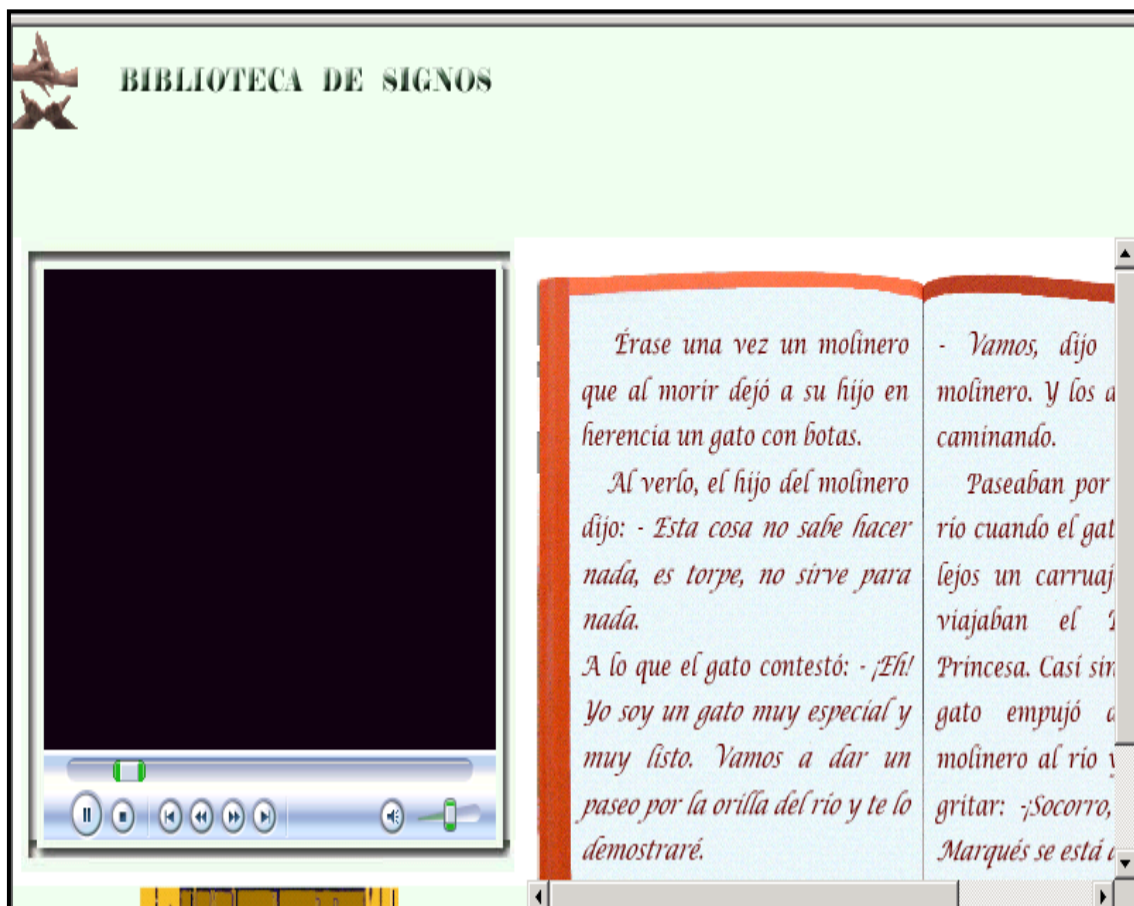 BIBLIOTECA DE SIGNOS
Érase una vez un molinero
que al morir dejó a su hijo en
herencia un gato con botas.
Al verlo, el hijo del molinero
dijo: - Esta cosa no sabe hacer
nada, es torpe, no sirve para
nada.
A lo que el gato contestó: - ¡Eh!
Yo soy un gato muy especial y
muy listo. Vamos a dar un
paseo por la orilla del río y te lo
demostraré.
- Vamos, dijo
molinero. Y los
caminando.
Paseaban por
río cuando el
lejos un
viajaban el
Princesa. Casi
gato empujó
molinero al río
gritar: -¡Socorro,
Marqués se está